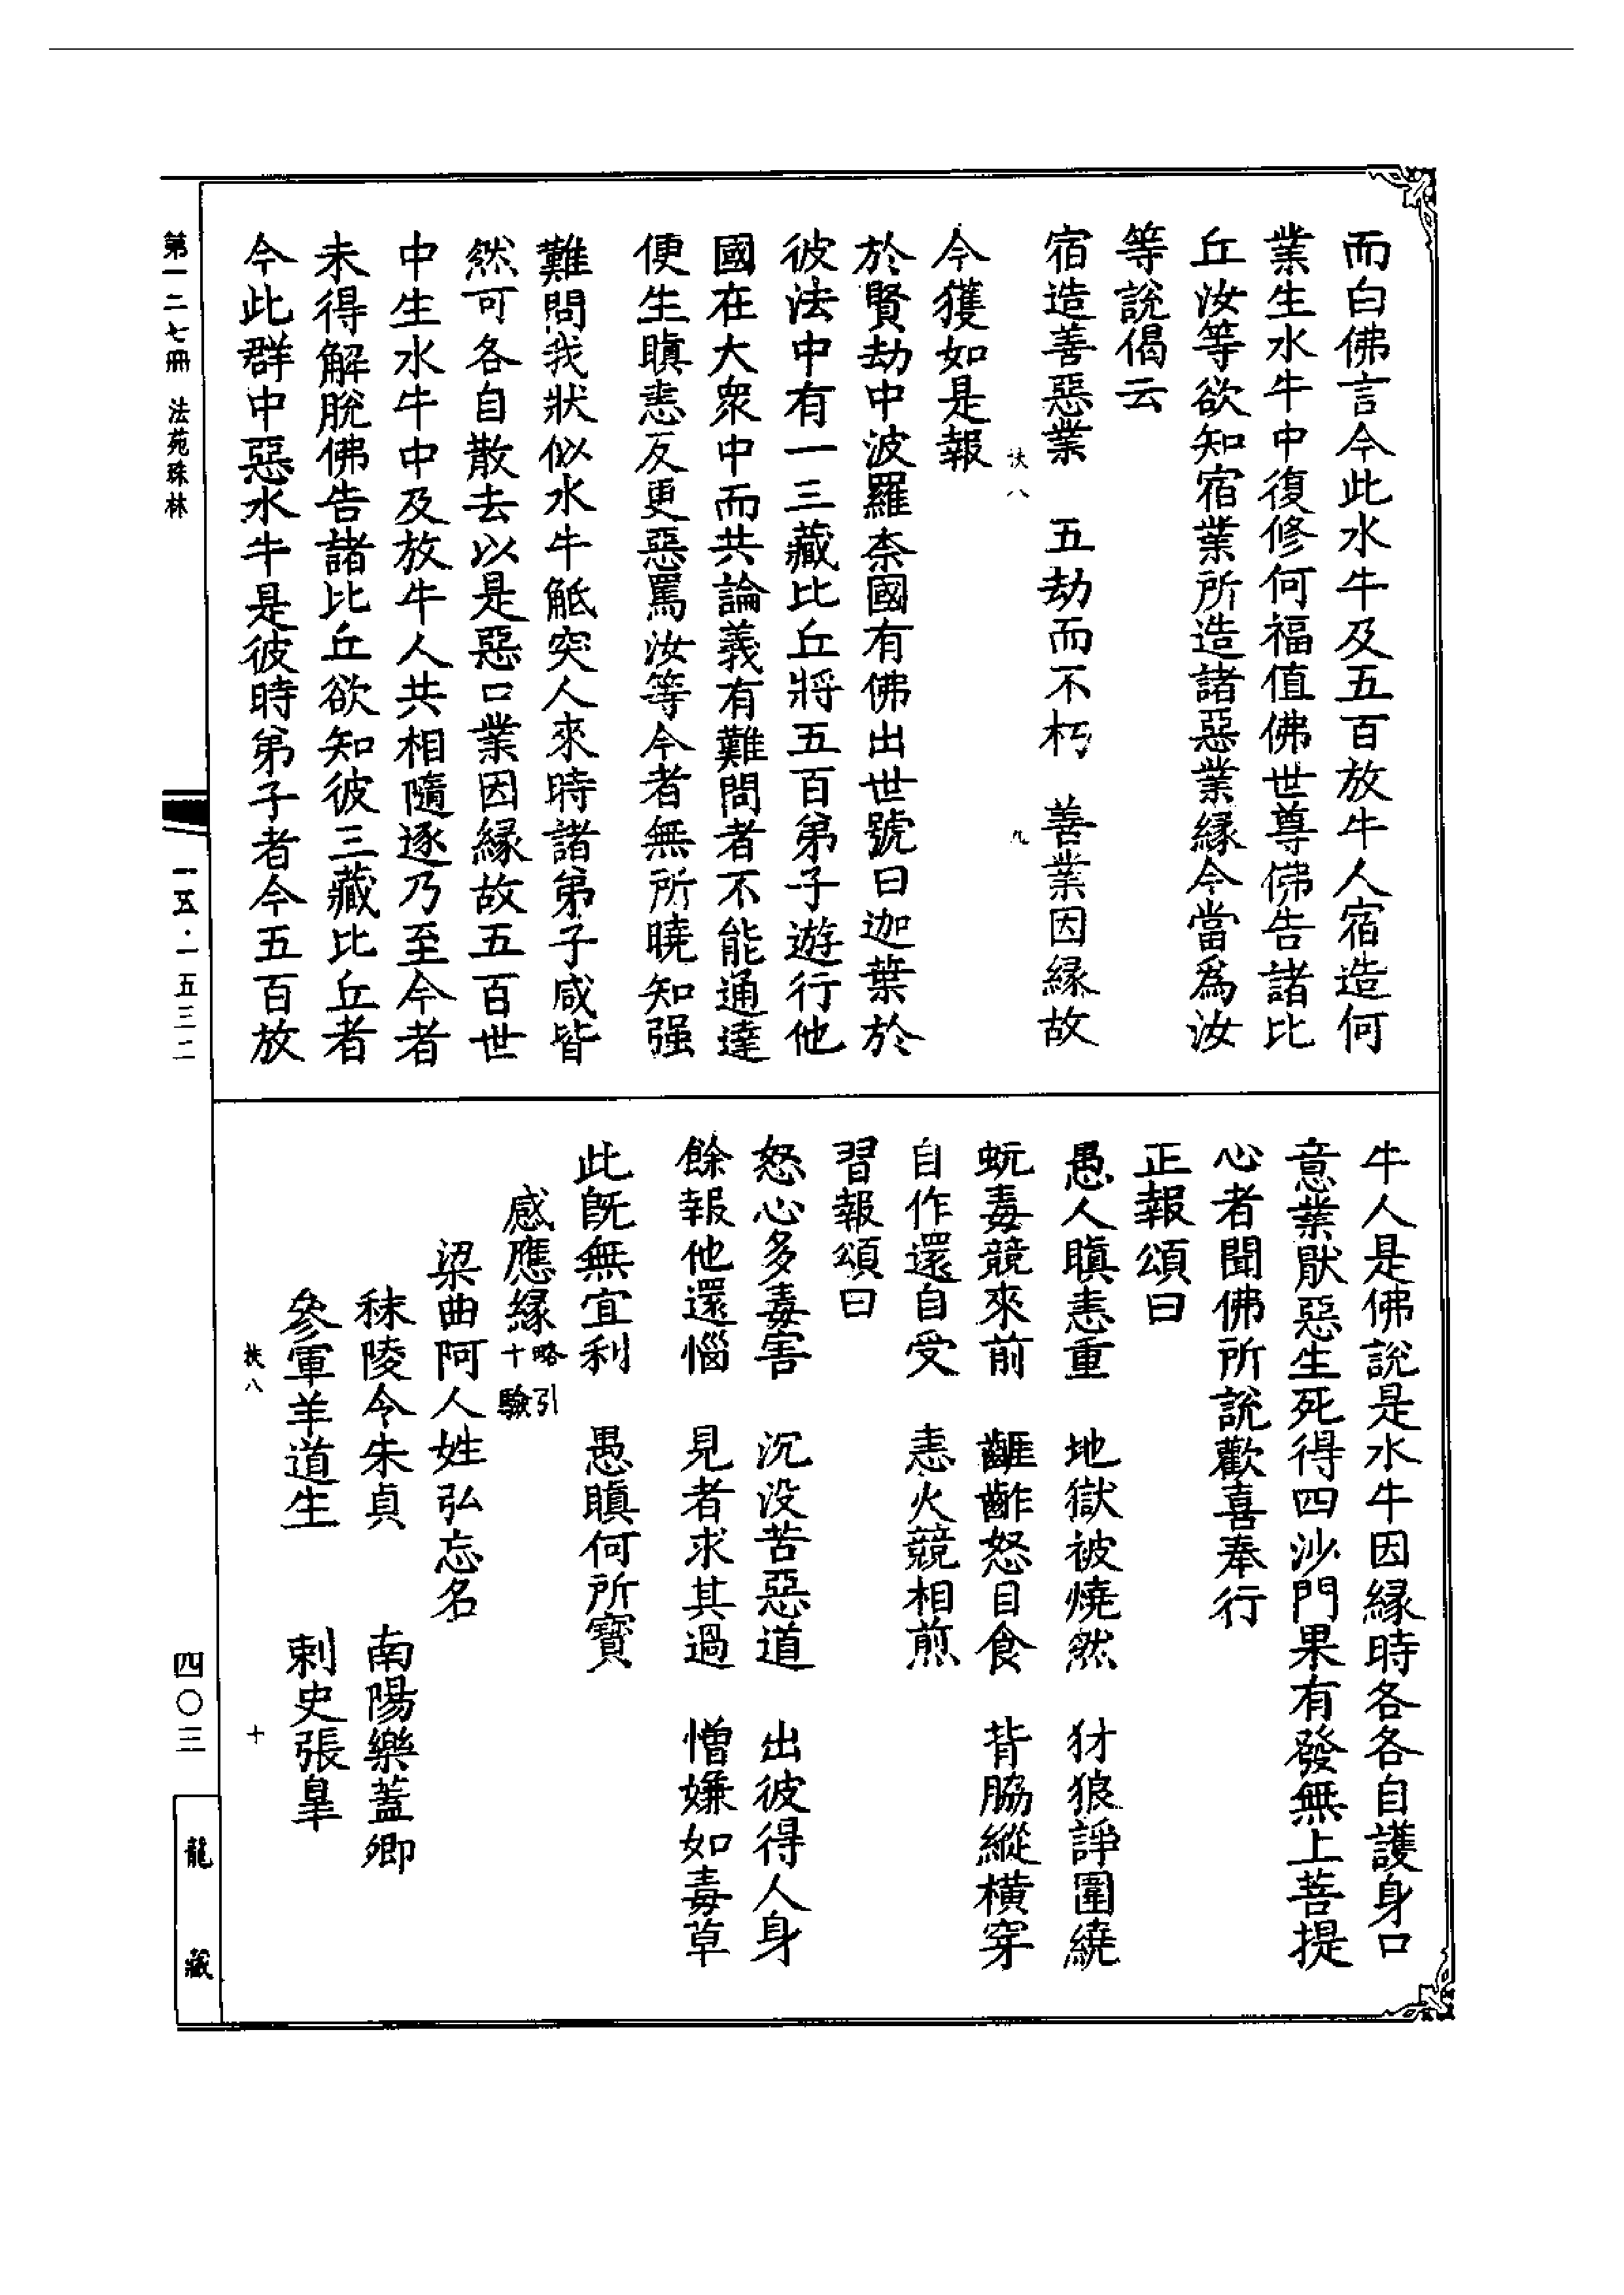 而白佛言今此水牛及五百放牛人宿造何
業生水牛中復修何福值佛世尊佛告諸比
丘汝等欲知宿業所造諸惡業緣今當為汝
等說偈云
宿造善惡業　五劫而不朽　善業因緣故
扶八　九
今獲如是報
於賢劫中波羅柰國有佛出世號曰迦葉於
彼法中有一三藏比丘將五百弟子遊行他
國在大眾中而共論義有難問者不能通達
便生瞋恚反更惡罵汝等今者無所曉知强
難問我狀似水牛觝突人來時諸弟子咸皆
然可各自散去以是惡口業因緣故五百世
中生水牛中及放牛人共相隨逐乃至今者
未得解脫佛告諸比丘欲知彼三藏比丘者
今此群中惡水牛是彼時弟子者今五百放
牛人是佛說是水牛因緣時各各自護身口
意業猒惡生死得四沙門果有發無上菩提
心者聞佛所說歡喜奉行
正報頌曰
愚人瞋恚重　地獄被燒然　犲狼諍圍繞
蚖毒競來前　齜齚怒目食　背脇縱橫穿
自作還自受　恚火競相煎
習報頌曰
怒心多毒害　沉没苦惡道　出彼得人身
餘報他還惱　見者求其過　憎嫌如毒草
此旣無宜利　愚瞋何所寶
感應緣略引十驗
梁曲阿人姓弘忘名
秣陵令朱貞　南陽樂蓋卿
參軍羊道生　刺史張臯
扶八　十
第一二七冊　法苑珠林
一五·一五三二
四〇三
龍藏